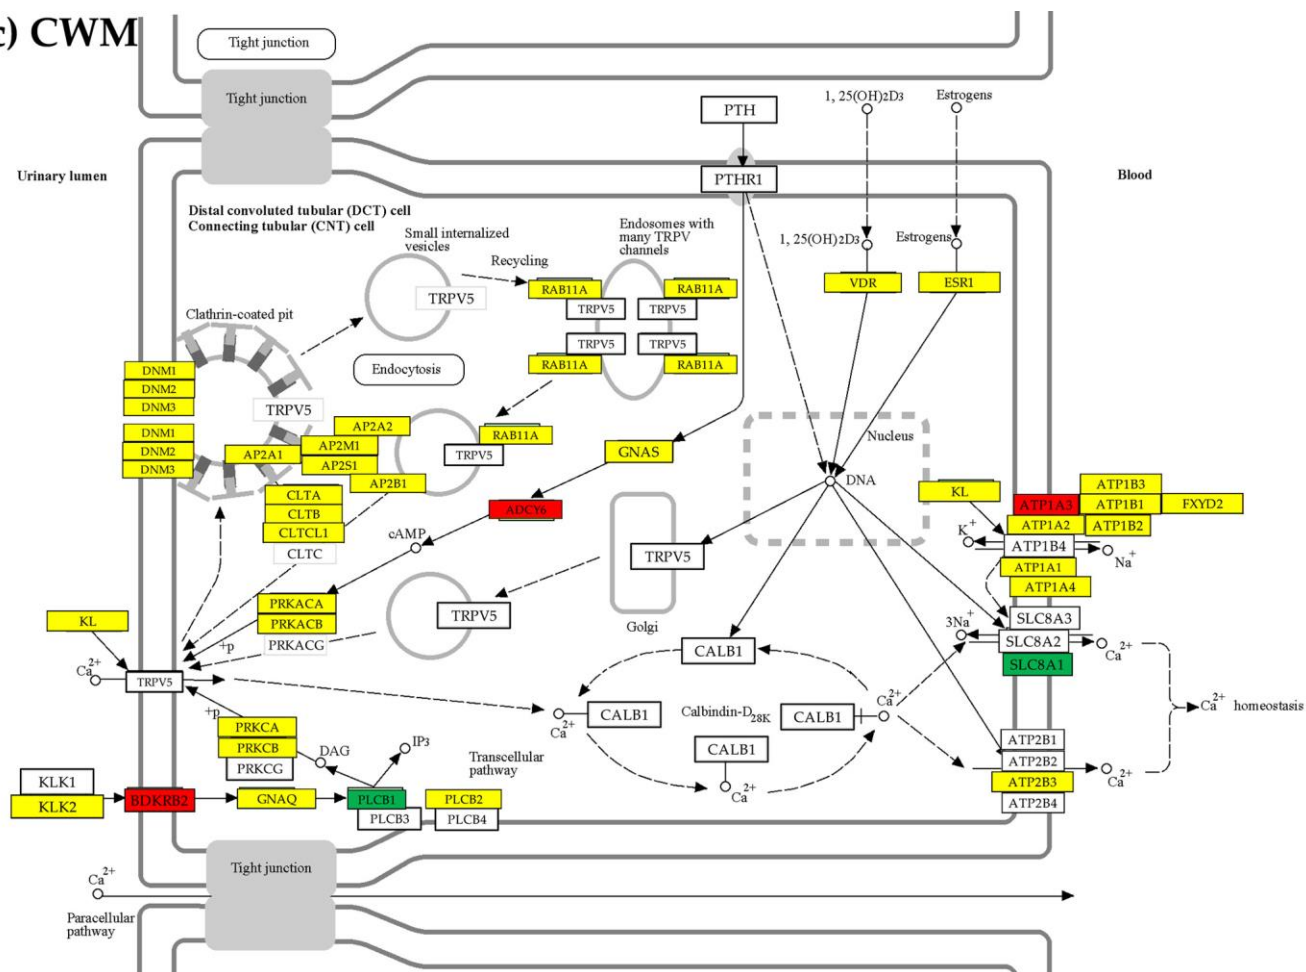 c) CWM
Tight junction
Tight junction
PTH
1, 25(OH)2D3
Estrogens
Urinary lumen
PTHR1
Blood
Distal convoluted tubular (DCT) cell
Connecting tubular (CNT) cell
Small internalized
vesicles
Recycling
Endosomes with
many TRPV
channels
1, 25(OH)2D3
Estrogens
TRPV5
RAB11A
RAB11A
TRPV5
TRPV5
VDR
ESR1
Clathrin-coated pit
TRPV5
TRPV5
RAB11A
RAB11A
Endocytosis
DNM1
DNM2
DNM3
TRPV5
DNM1
DNM2
DNM3
AP2A2
AP2M1
AP2A1
AP2S1
AP2B1
RAB11A
TRPV5
GNAS
Nucleus
DNA
CLTA
CLTB
CLTCL1
CLTC
ADCY6
cAMP
KL
ATP1A3
ATP1B3
ATP1B1
FXYD2
ATP1A2
ATP1B2
K+
ATP1B4
Na+
ATP1A1
ATP1A4
TRPV5
Golgi
PRKACA
PRKACB
PRKACG
+p
TRPV5
KL
Ca2+
TRPV5
SLC8A3
3Na+
SLC8A2
Ca2+
SLC8A1
CALB1
Ca2+
CALB1
Calbindin-D28K
CALB1
Ca2+
CALB1
Ca2+
Ca2+ homeostasis
+p
PRKCA
PRKCB
PRKCG
DAG
IP3
Transcellular
pathway
ATP2B1
ATP2B2
ATP2B3
ATP2B4
Ca2+
KLK1
KLK2
BDKRB2
GNAQ
PLCB1
PLCB2
PLCB3
PLCB4
Tight junction
Ca2+
Paracellular
pathway